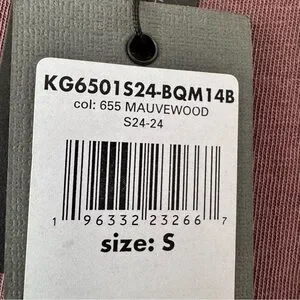 KG6501S24-BQM14B
col: 655 MAUVEWOOD
S24-24
1 96332 23266 7
size: S